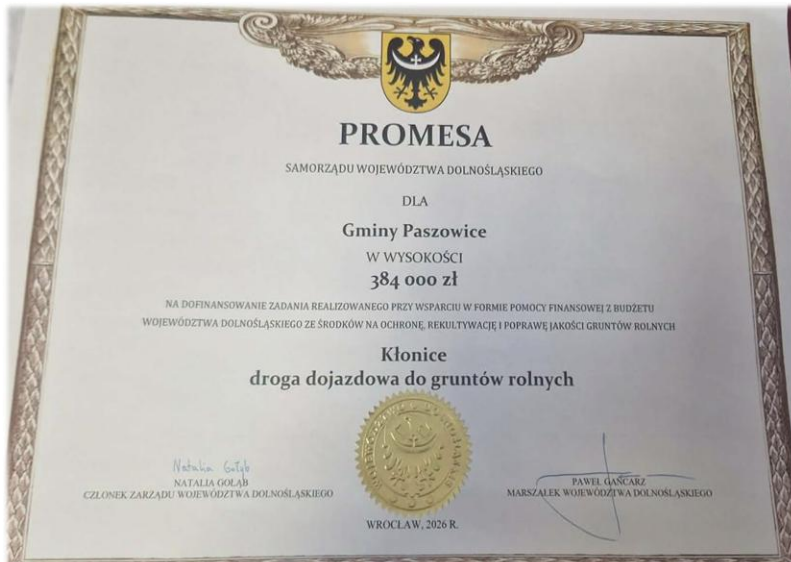 PROMESA
SAMORZĄDU WOJEWÓDZTWA DOLNOŚLĄSKIEGO
DLA
Gminy Paszowice
W WYSOKOŚCI
384 000 zł
NA DOFINANSOWANIE ZADANIA REALIZOWANEGO PRZY WSPARCIU W FORMIE POMOCY FINANSOWEJ Z BUDŻETU
WOJEWÓDZTWA DOLNOŚLĄSKIEGO ZE ŚRODKÓW NA OCHRONĘ, REKULTYWACJĘ I POPRAWĘ JAKOŚCI GRUNTÓW ROLNYCH
Kłonice
droga dojazdowa do gruntów rolnych
Natalia Gołąb
NATALIA GOŁĄB
CZŁONEK ZARZĄDU WOJEWÓDZTWA DOLNOŚLĄSKIEGO
PAWEŁ GANCARZ
MARSZAŁEK WOJEWÓDZTWA DOLNOŚLĄSKIEGO
WROCŁAW, 2026 R.